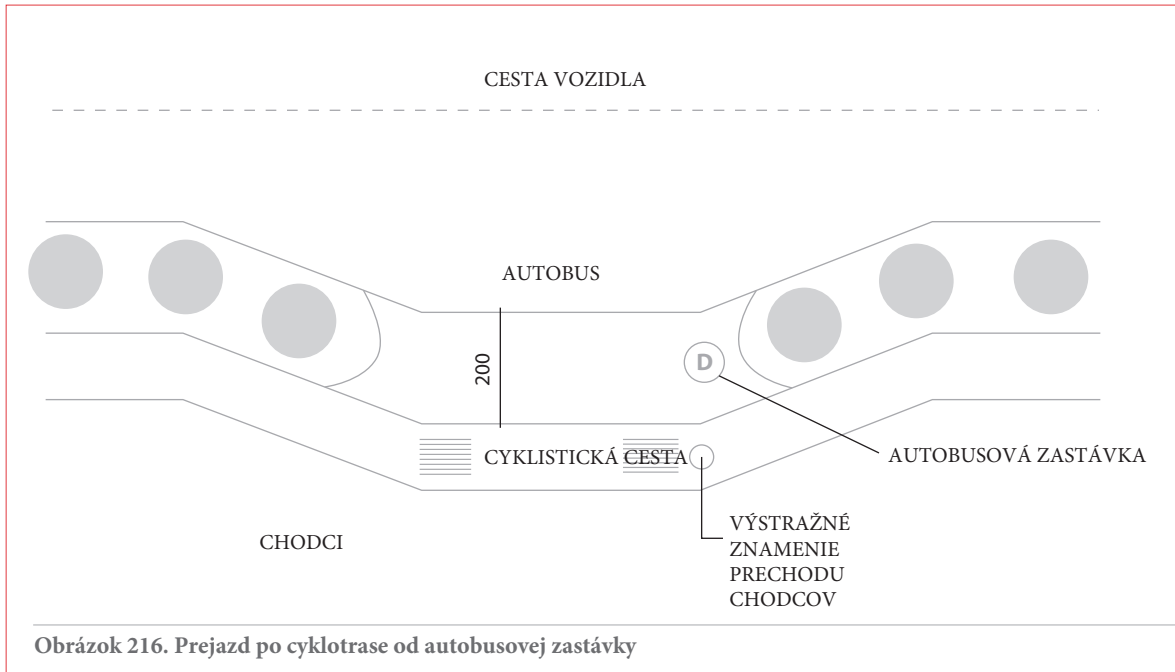 CESTA VOZIDLA
AUTOBUS
200
D
CYKLISTICKÁ CESTA
AUTOBUSOVÁ ZASTÁVKA
VÝSTRAŽNÉ
ZNAMENIE
PRECHODU
CHODCOV
CHODCI
Obrázok 216. Prejazd po cyklotrase od autobusovej zastávky